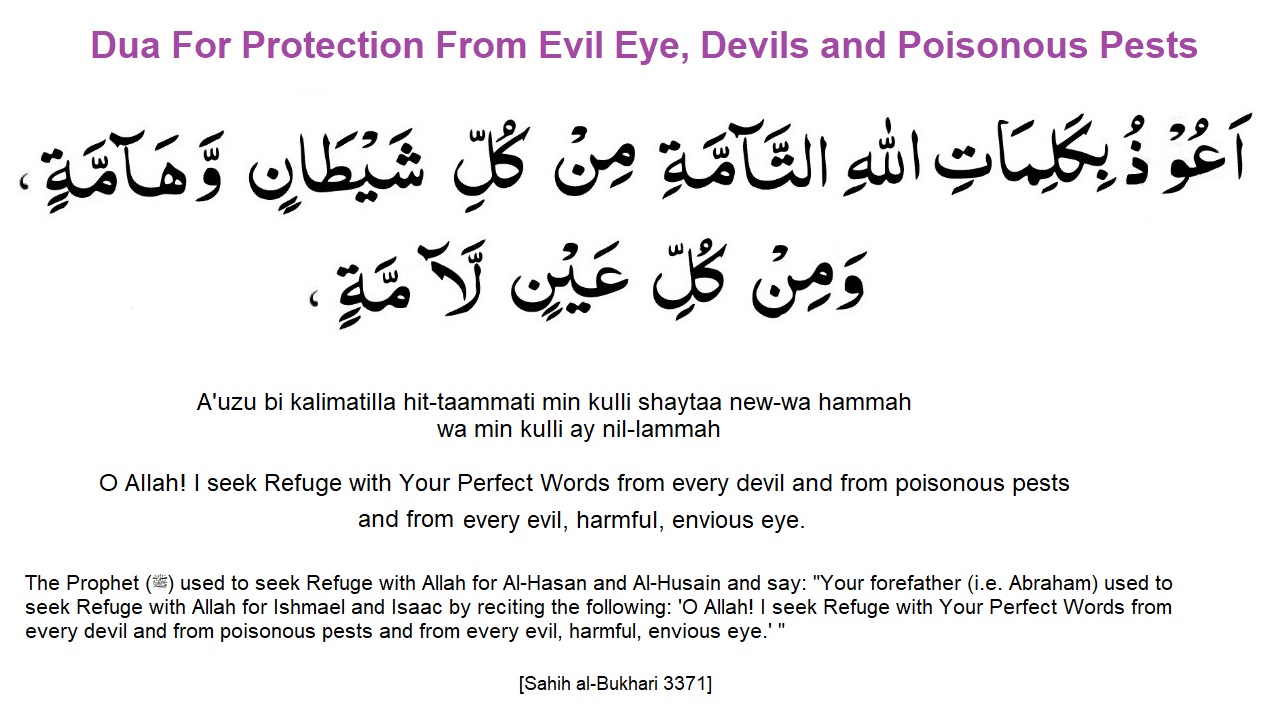 Dua For Protection From Evil Eye, Devils and Poisonous Pests
اَعُوْذُ بِكَلِمَاتِ اللّٰهِ التَّآمَّةِ مِنْ كُلِّ شَيْطَانٍ وَّهَآمَّةٍ،
وَمِنْ كُلِّ عَيْنٍ لَّآ مَّةٍ،
A'uzu bi kalimatilla hit-taammati min kulli shaytaa new-wa hammah
wa min kulli ay nil-lammah
O Allah! I seek Refuge with Your Perfect Words from every devil and from poisonous pests
and from every evil, harmful, envious eye.
The Prophet (ﷺ) used to seek Refuge with Allah for Al-Hasan and Al-Husain and say: "Your forefather (i.e. Abraham) used to
seek Refuge with Allah for Ishmael and Isaac by reciting the following: 'O Allah! I seek Refuge with Your Perfect Words from
every devil and from poisonous pests and from every evil, harmful, envious eye.' "
[Sahih al-Bukhari 3371]